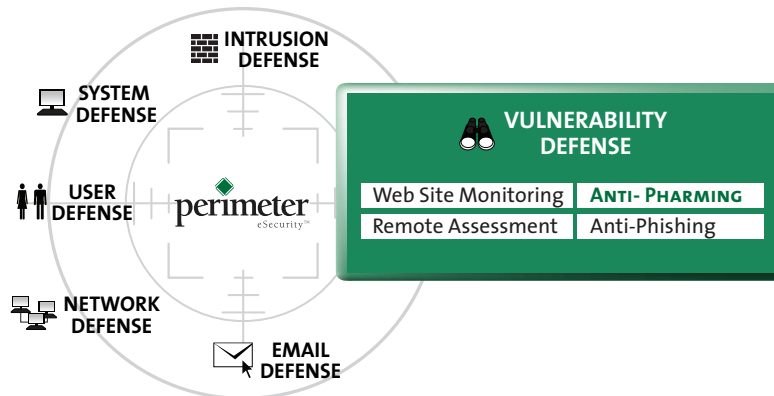 INTRUSION
DEFENSE
SYSTEM
DEFENSE
USER
DEFENSE
NETWORK
DEFENSE
EMAIL
DEFENSE
perimeter
eSecurity™
VULNERABILITY
DEFENSE
Web Site Monitoring
ANTI- PHARMING
Remote Assessment
Anti-Phishing